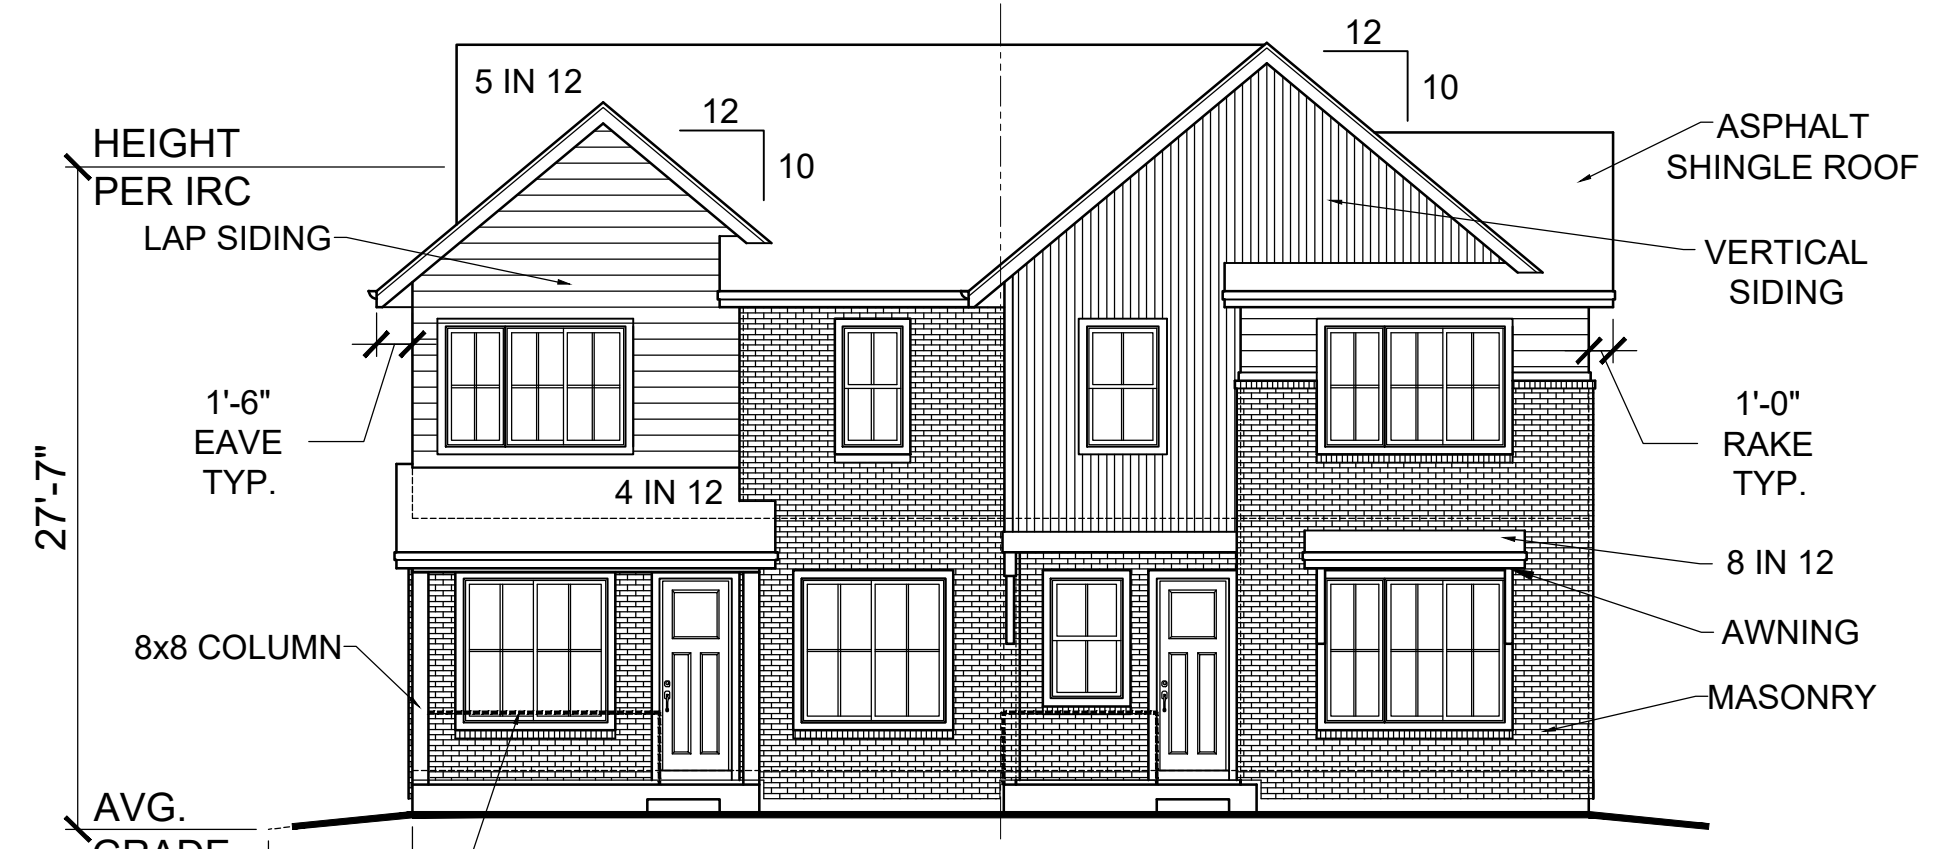 12
10
5 IN 12
12
10
HEIGHT
PER IRC
LAP SIDING
ASPHALT
SHINGLE ROOF
VERTICAL
SIDING
1'-6"
EAVE
TYP.
1'-0"
RAKE
TYP.
27'-7"
4 IN 12
8 IN 12
AWNING
8x8 COLUMN
MASONRY
AVG.
GRADE